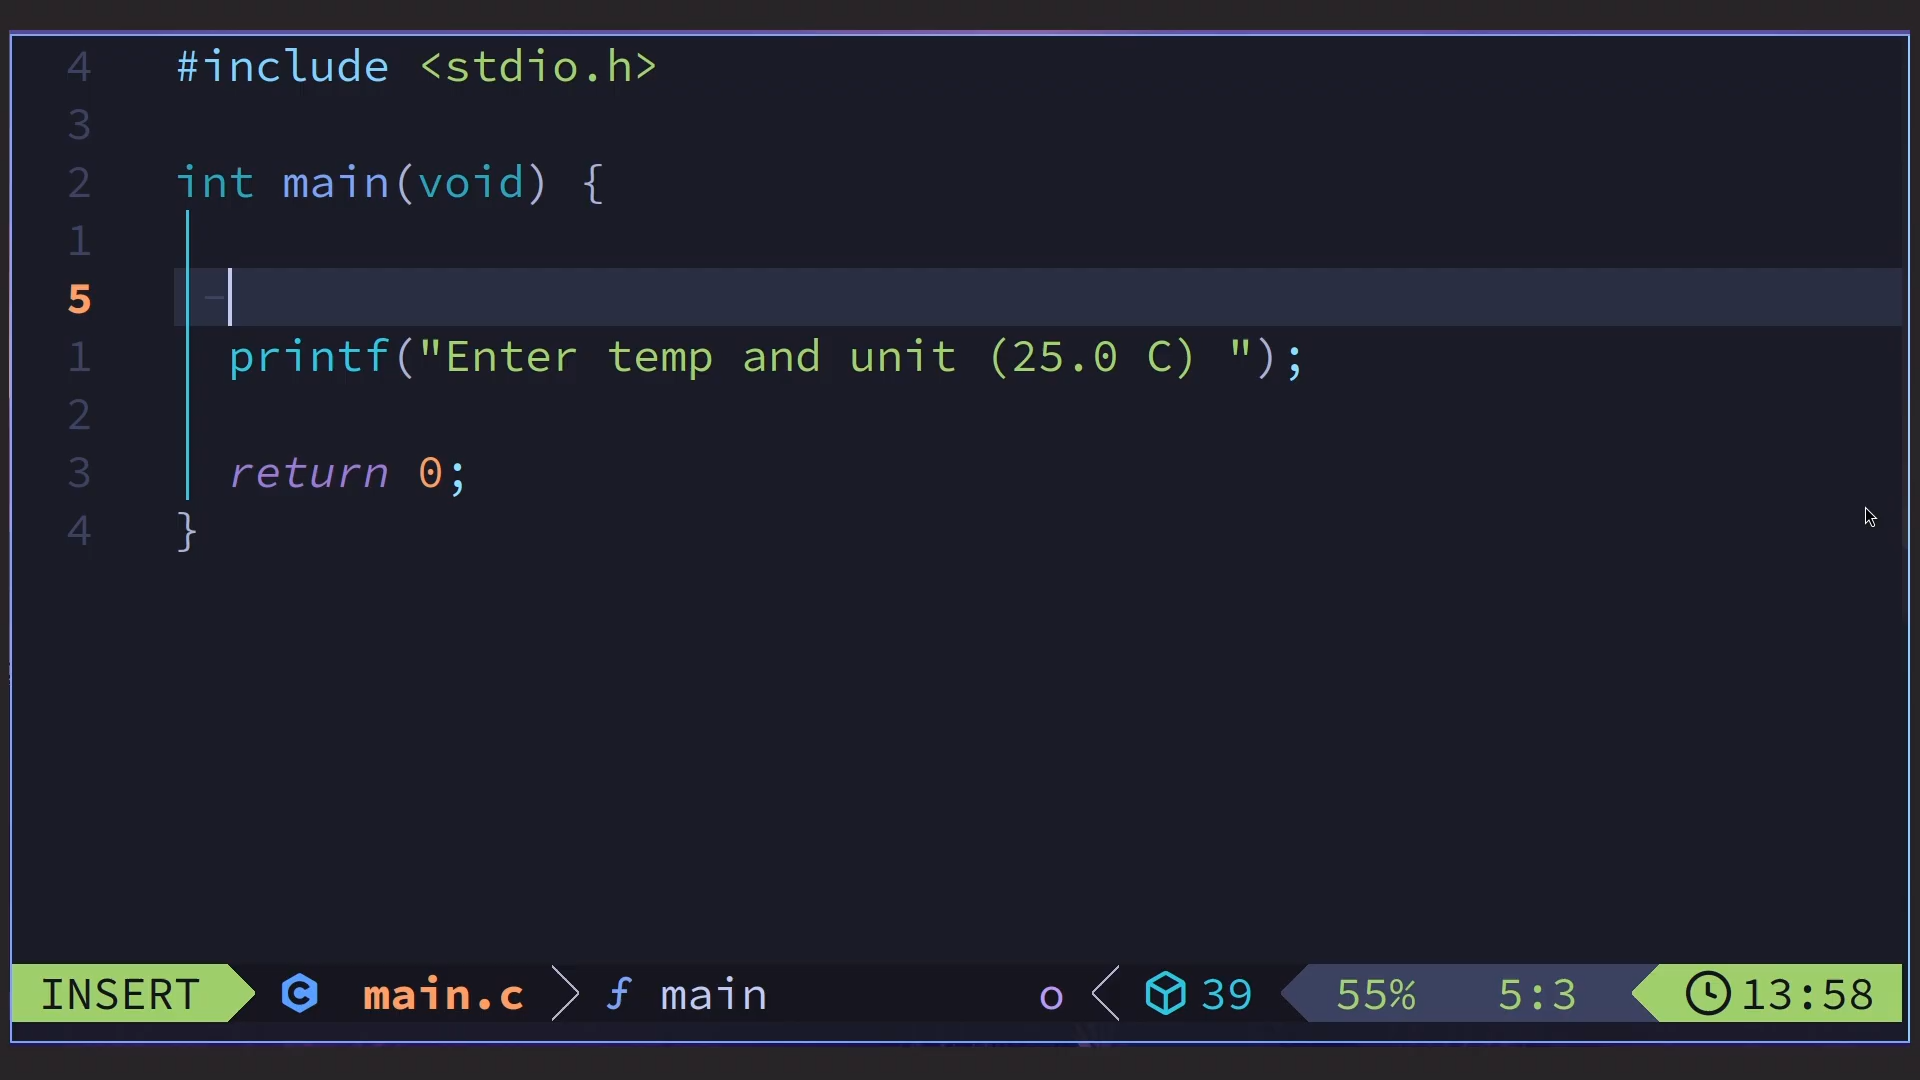 4 #include <stdio.h>
3
2 int main(void) {
1
5
1 printf("Enter temp and unit (25.0 C) ");
2
3 return 0;
4 }
INSERT main.c f main o 39 55% 5:3 13:58